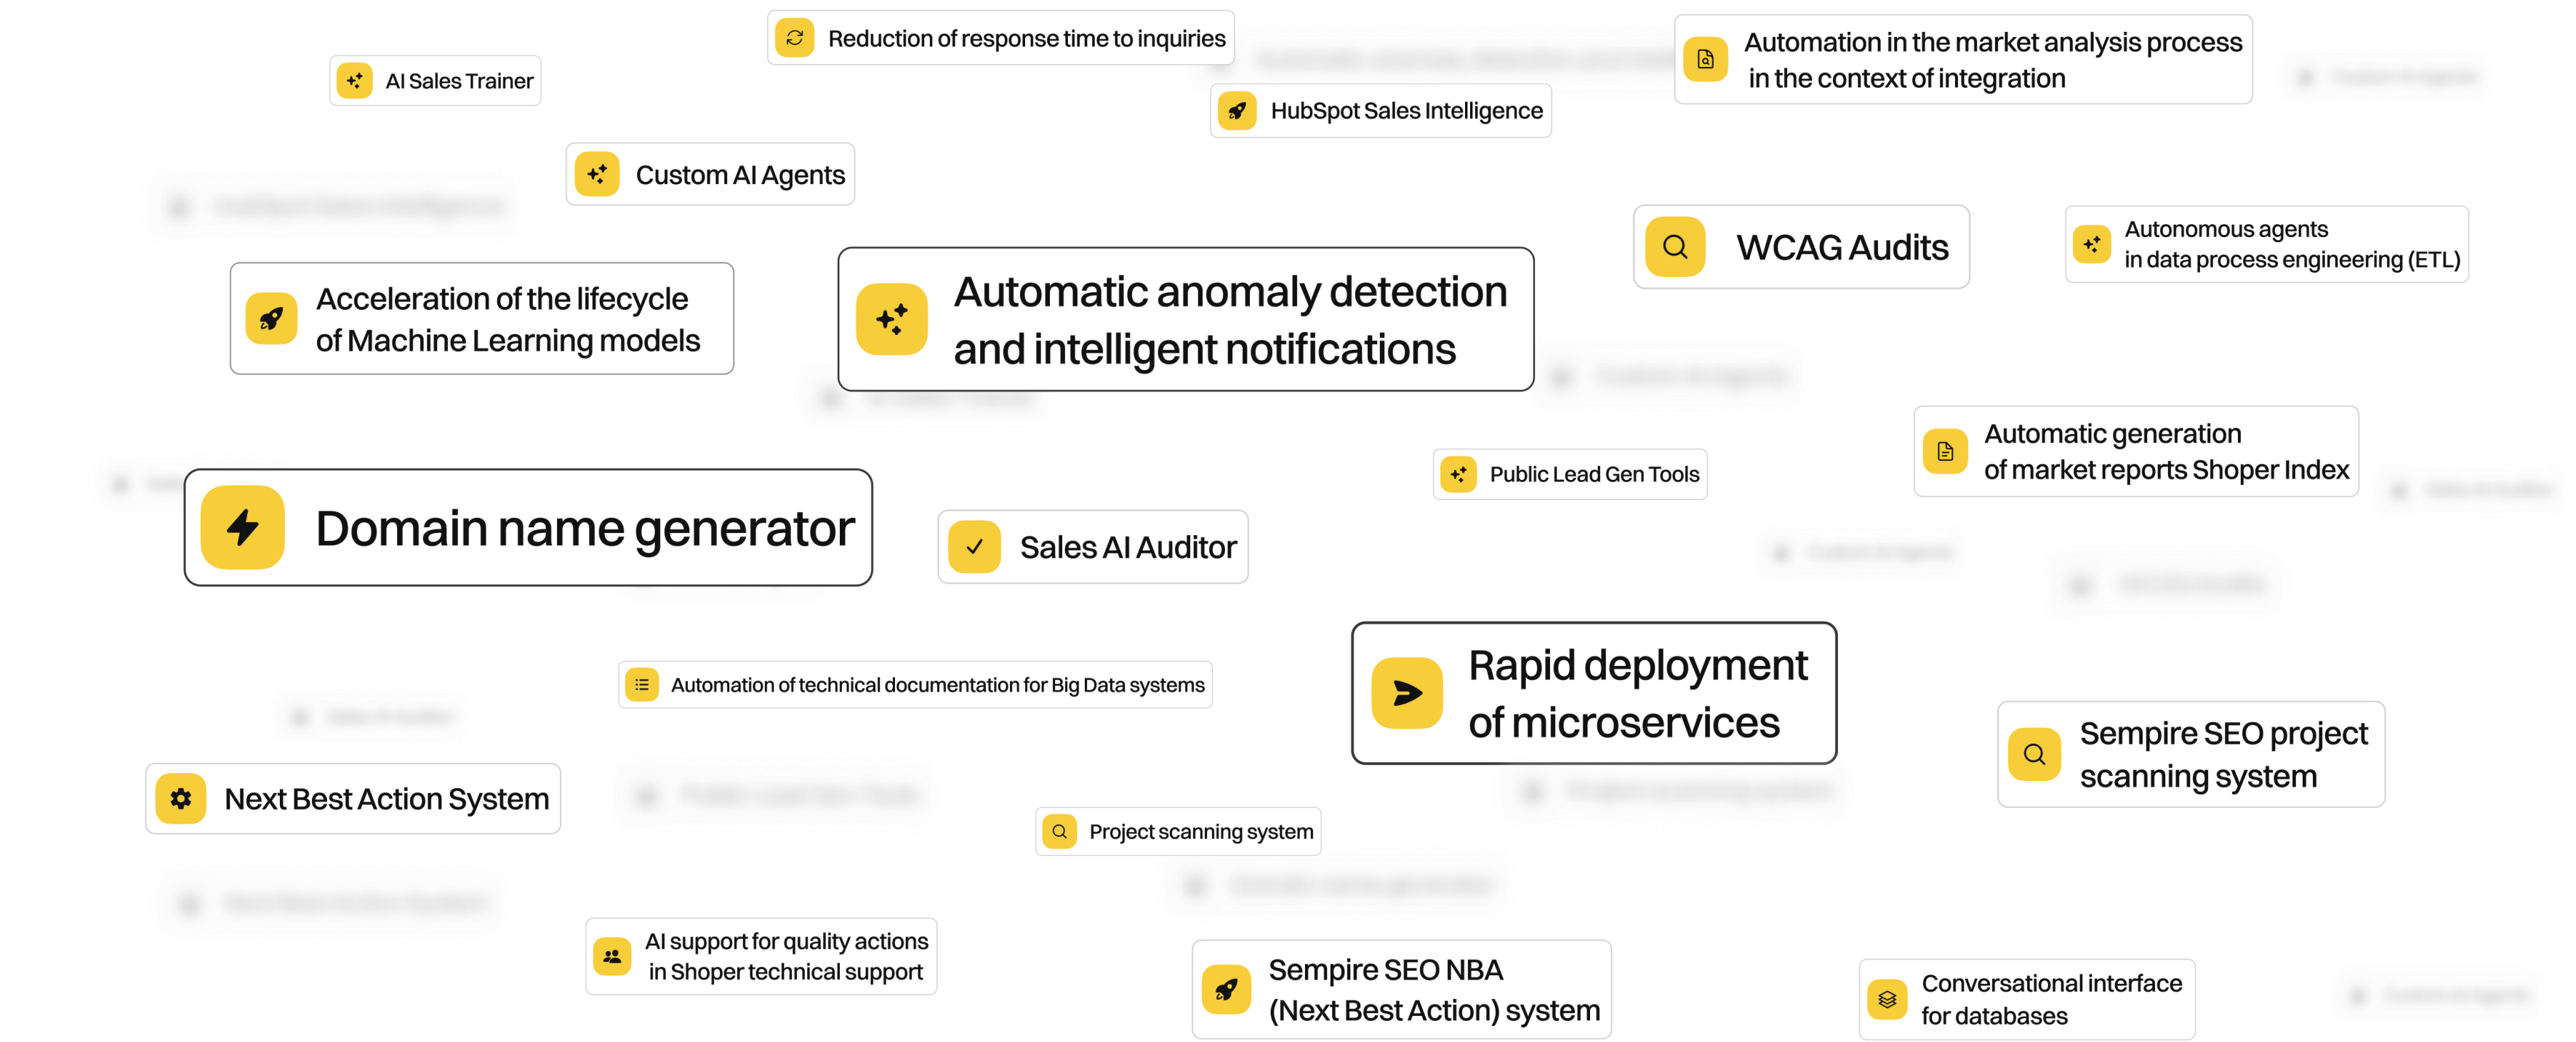 Reduction of response time to inquiries
Automation in the market analysis process
in the context of integration
AI Sales Trainer
HubSpot Sales Intelligence
Custom AI Agents
WCAG Audits
Autonomous agents
in data process engineering (ETL)
Acceleration of the lifecycle
of Machine Learning models
Automatic anomaly detection
and intelligent notifications
Automatic generation
of market reports Shoper Index
Public Lead Gen Tools
Domain name generator
Sales AI Auditor
Rapid deployment
of microservices
Automation of technical documentation for Big Data systems
Sempire SEO project
scanning system
Next Best Action System
Project scanning system
AI support for quality actions
in Shoper technical support
Sempire SEO NBA
(Next Best Action) system
Conversational interface
for databases